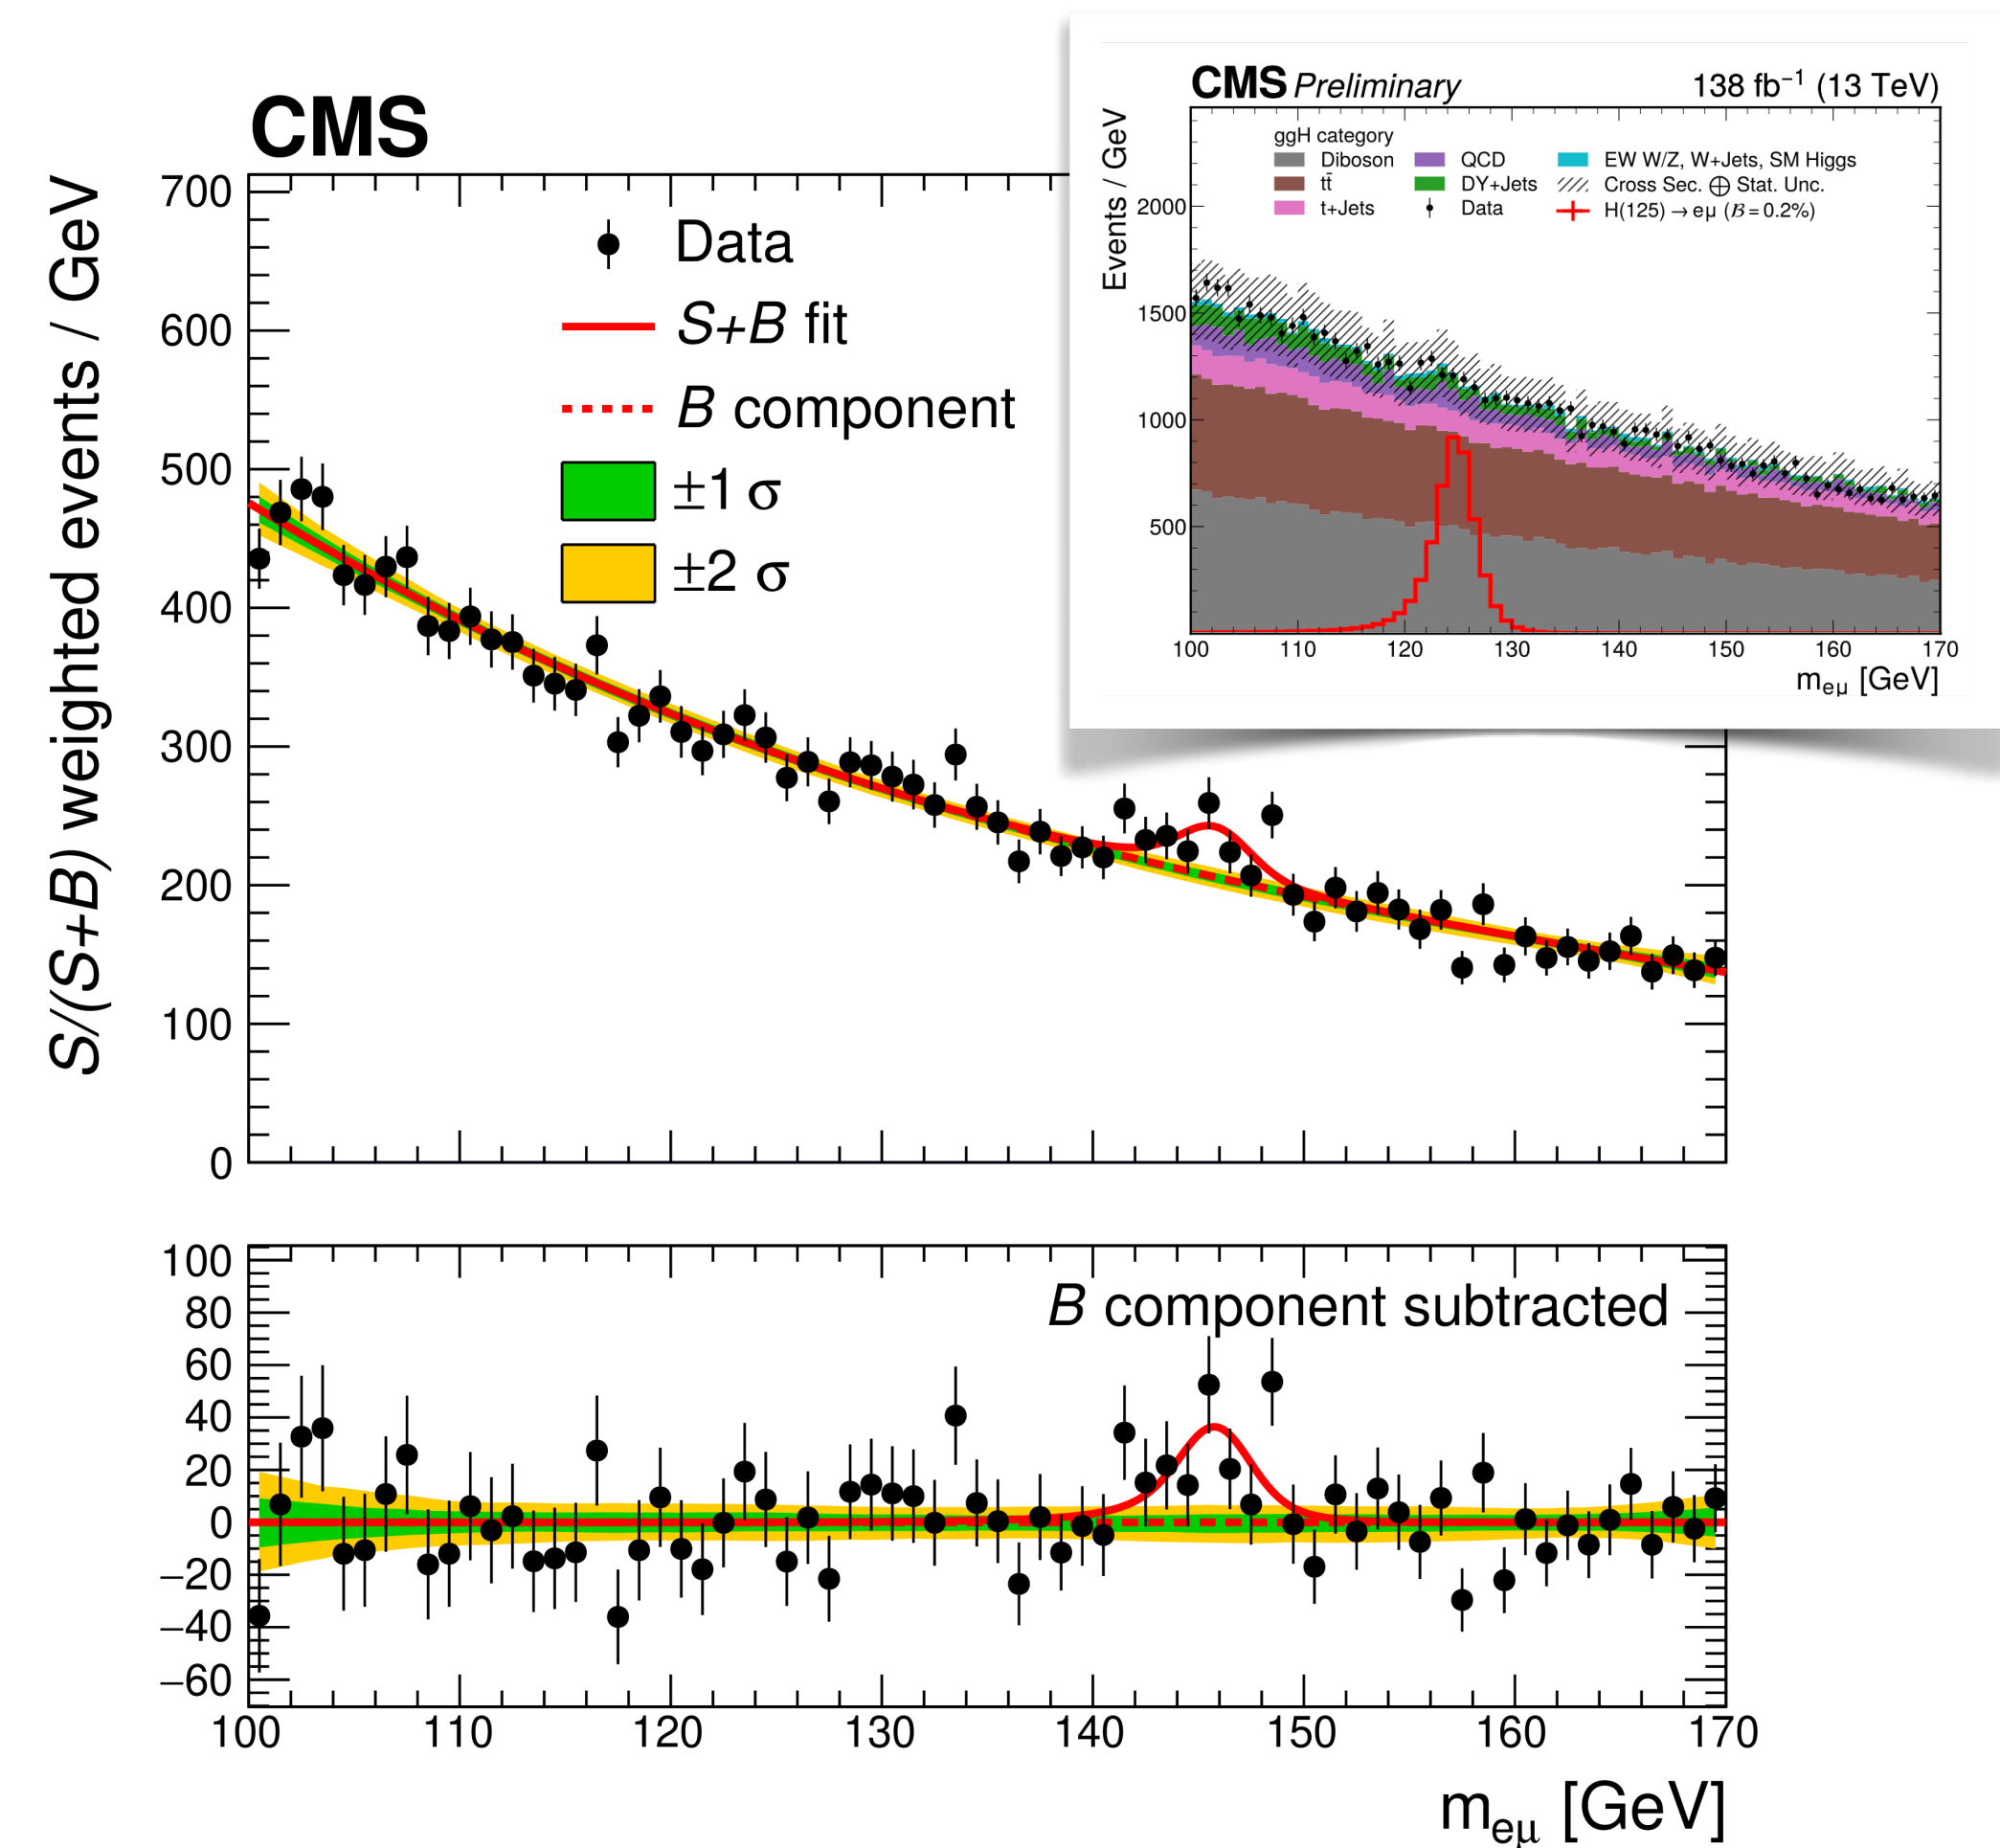 CMS
S/(S+B) weighted events / GeV
700
600
500
400
300
200
100
0
Data
S+B fit
B component
±1 σ
±2 σ
CMS Preliminary
138 fb⁻¹ (13 TeV)
Events / GeV
2000
1500
1000
500
ggH category
Diboson QCD EW W/Z, W+Jets, SM Higgs
tt̄ DY+Jets Cross Sec. ⊕ Stat. Unc.
t+Jets Data H(125) → eμ (ℬ = 0.2%)
100 110 120 130 140 150 160 170
m_eμ [GeV]
B component subtracted
100
80
60
40
20
0
−20
−40
−60
100 110 120 130 140 150 160 170
m_eμ [GeV]